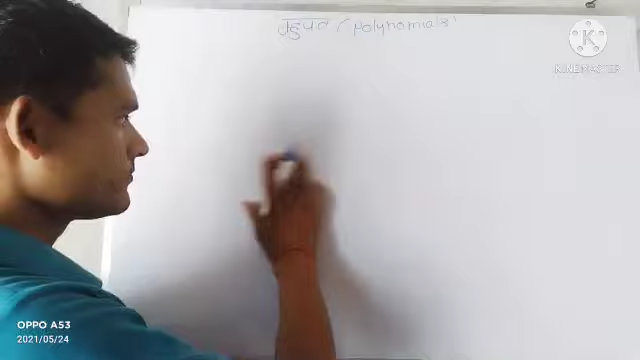 बहुपद (polynomials)
KINEMASTER
OPPO A53
2021/05/24